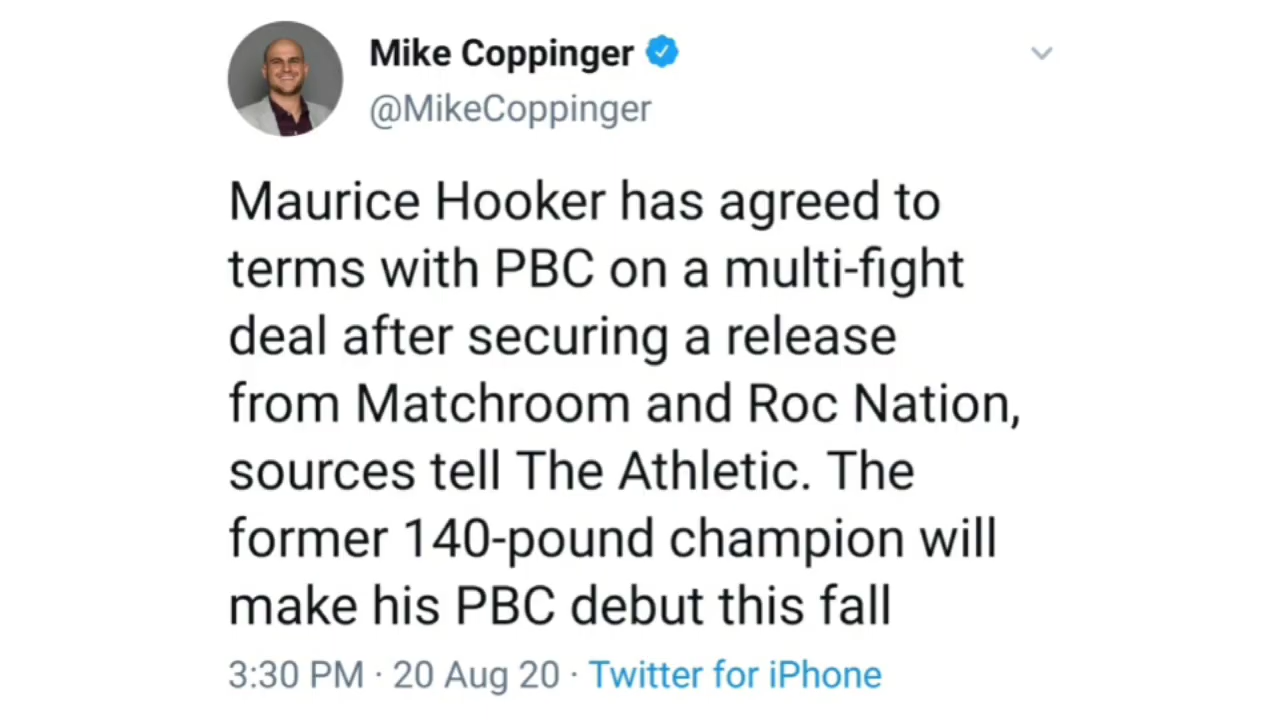 Mike Coppinger
@MikeCoppinger
Maurice Hooker has agreed to
terms with PBC on a multi-fight
deal after securing a release
from Matchroom and Roc Nation,
sources tell The Athletic. The
former 140-pound champion will
make his PBC debut this fall
3:30 PM · 20 Aug 20 · Twitter for iPhone